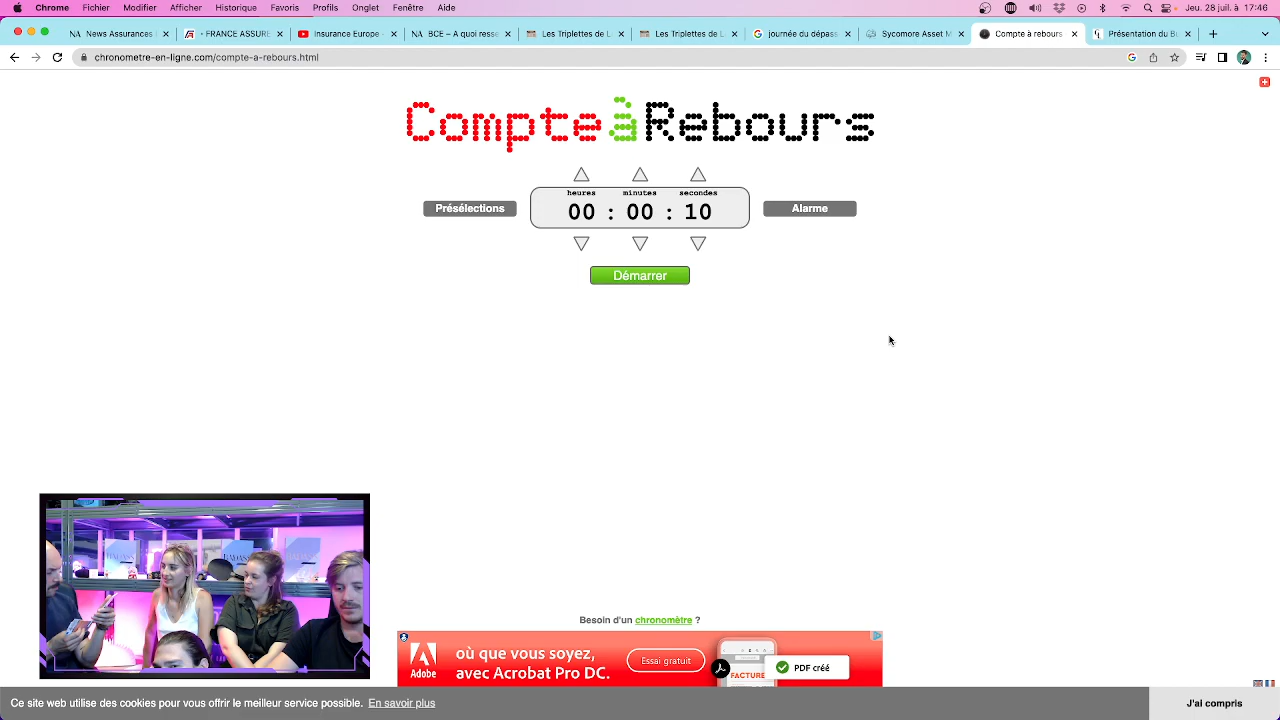 Chrome Fichier Modifier Afficher Historique Favoris Profils Onglet Fenêtre Aide Jeu. 28 juil. à 17:06
News Assurances - FRANCE ASSURE Insurance Europe - BCE – A quoi resse Les Triplettes de L Les Triplettes de L journée du dépass Sycomore Asset M Compte à rebours Présentation du Bu
chronometre-en-ligne.com/compte-a-rebours.html
Compte à Rebours
heures minutes secondes
Présélections 00 : 00 : 10 Alarme
Démarrer
BADASS
Besoin d'un chronomètre ?
Adobe
où que vous soyez,
avec Acrobat Pro DC.
Essai gratuit
FACTURE
PDF créé
Ce site web utilise des cookies pour vous offrir le meilleur service possible. En savoir plus J'ai compris